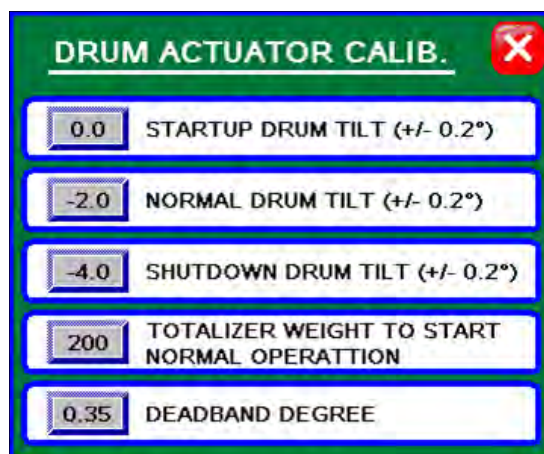 DRUM ACTUATOR CALIB.
X
0.0 STARTUP DRUM TILT (+/- 0.2°)
-2.0 NORMAL DRUM TILT (+/- 0.2°)
-4.0 SHUTDOWN DRUM TILT (+/- 0.2°)
200 TOTALIZER WEIGHT TO START
NORMAL OPERATTION
0.35 DEADBAND DEGREE